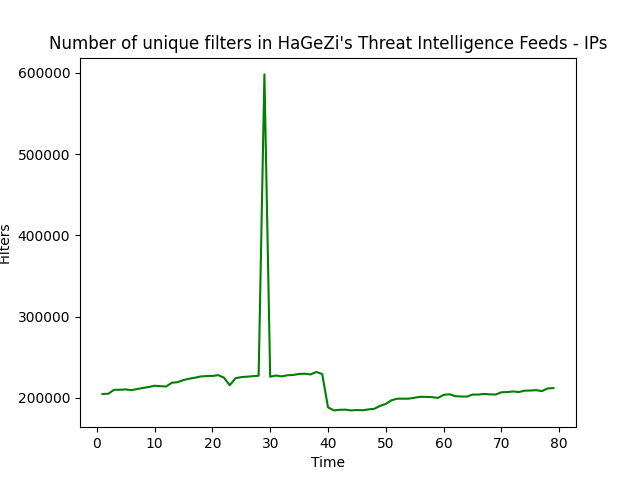 Number of unique filters in HaGeZi's Threat Intelligence Feeds - IPs
600000
500000
400000
300000
200000
Filters
0 10 20 30 40 50 60 70 80
Time